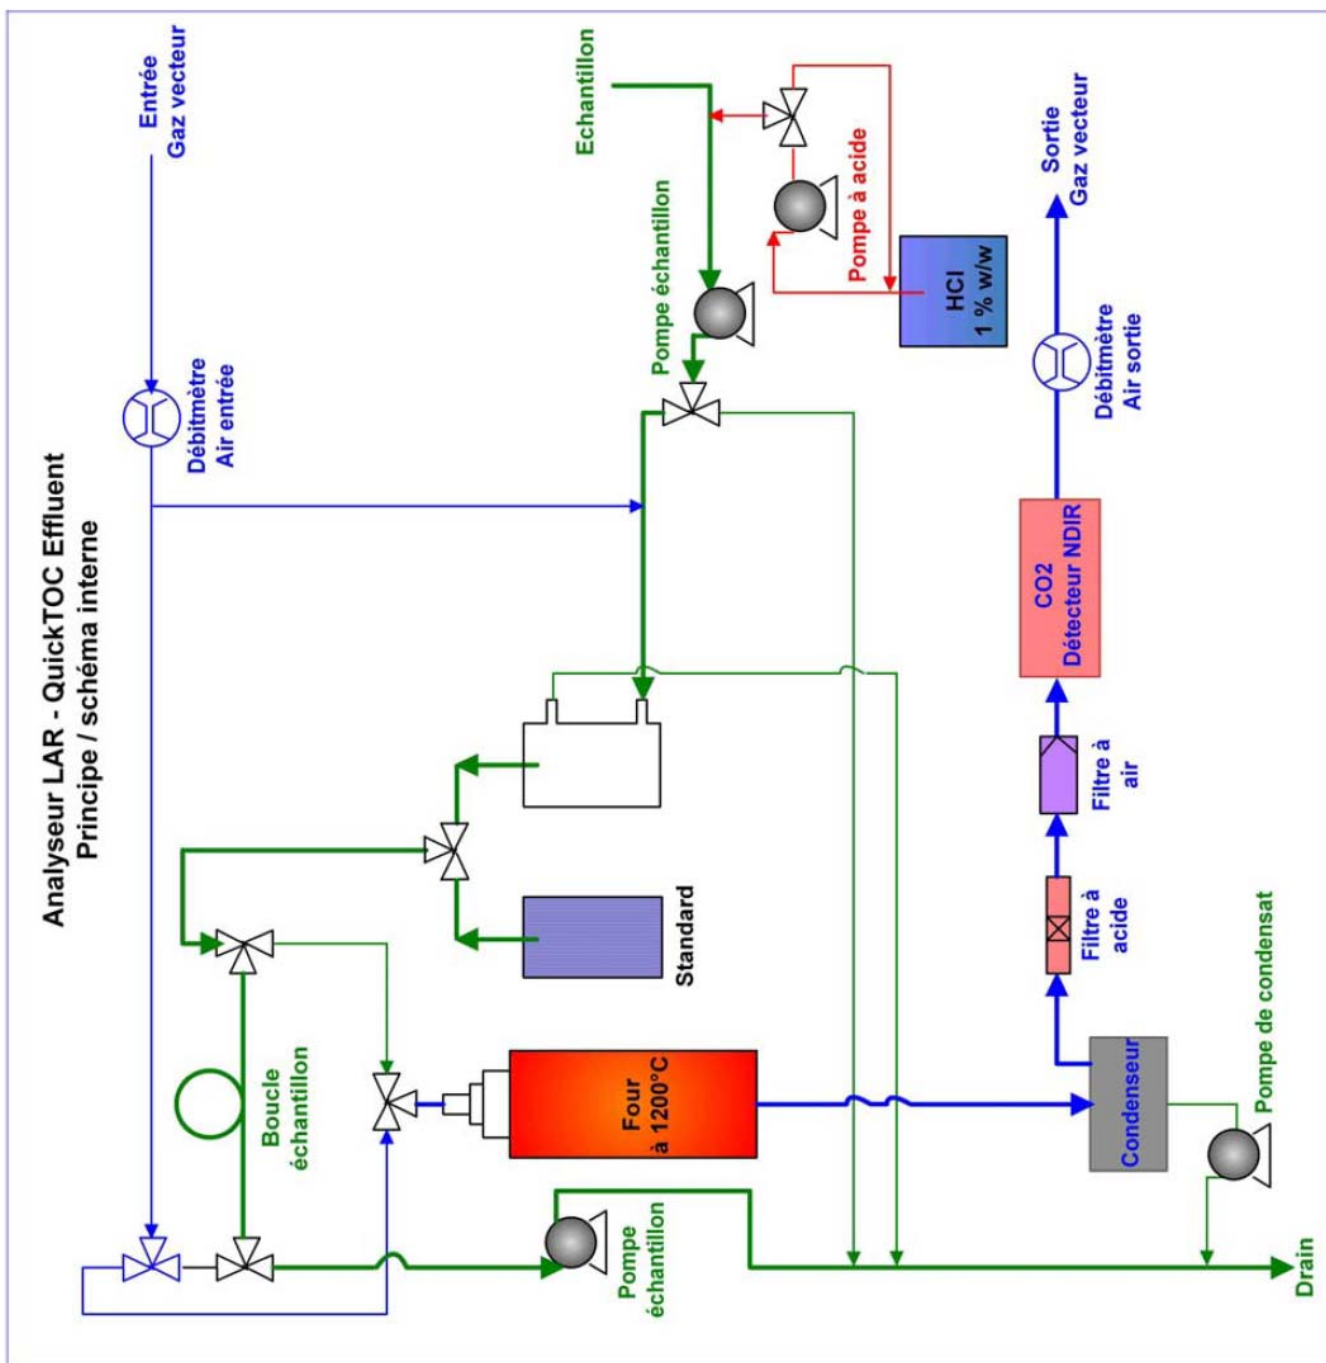 Analyseur LAR - QuickTOC Effluent
Principe / schéma interne
Entrée
Gaz vecteur
Débitmètre
Air entrée
Echantillon
Pompe échantillon
Pompe à acide
HCl
1 % w/w
Boucle
échantillon
Standard
Four
à 1200°C
Pompe
échantillon
Condenseur
Filtre à
acide
Filtre à
air
CO2
Détecteur NDIR
Débitmètre
Air sortie
Sortie
Gaz vecteur
Pompe de condensat
Drain